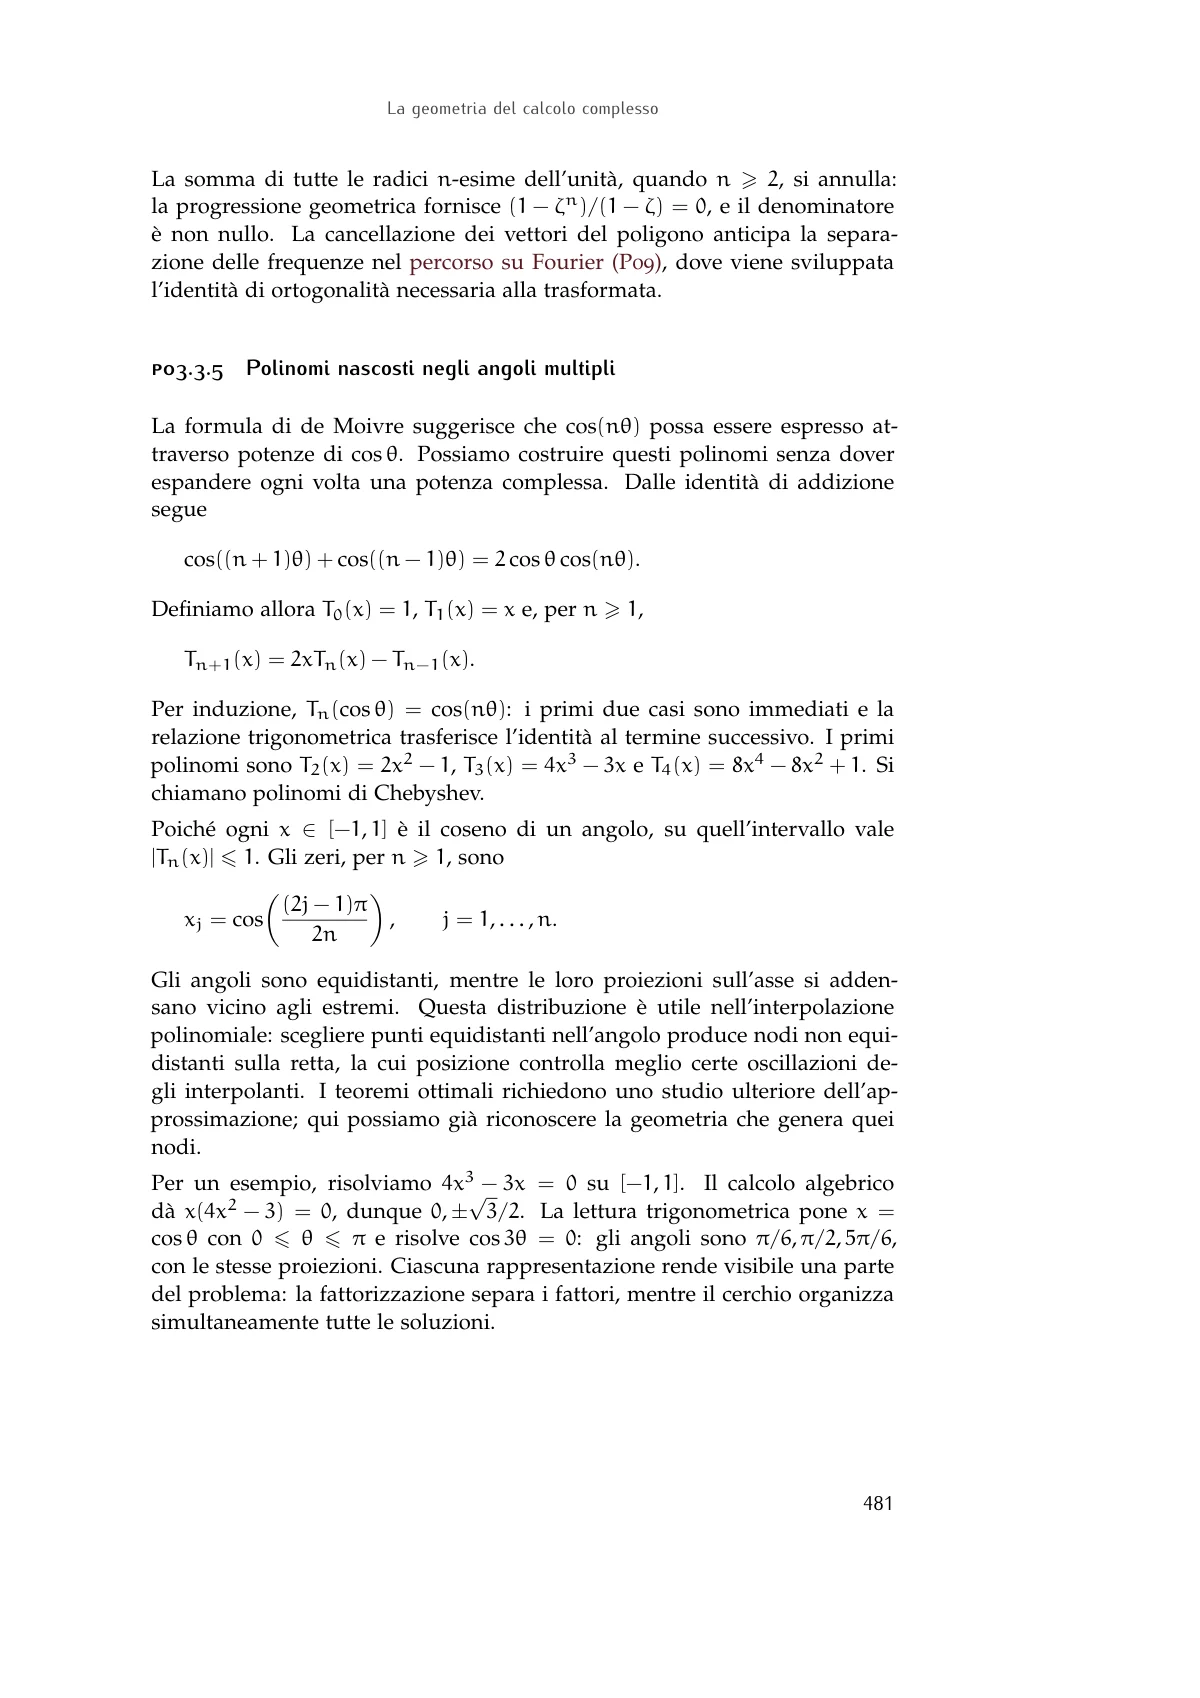 La geometria del calcolo complesso
La somma di tutte le radici n-esime dell'unità, quando n ⩾ 2, si annulla:
la progressione geometrica fornisce (1 − ζⁿ)/(1 − ζ) = 0, e il denominatore
è non nullo. La cancellazione dei vettori del poligono anticipa la separa-
zione delle frequenze nel percorso su Fourier (P09), dove viene sviluppata
l'identità di ortogonalità necessaria alla trasformata.
P03.3.5 Polinomi nascosti negli angoli multipli
La formula di de Moivre suggerisce che cos(nθ) possa essere espresso at-
traverso potenze di cos θ. Possiamo costruire questi polinomi senza dover
espandere ogni volta una potenza complessa. Dalle identità di addizione
segue
cos((n + 1)θ) + cos((n − 1)θ) = 2 cos θ cos(nθ).
Definiamo allora T₀(x) = 1, T₁(x) = x e, per n ⩾ 1,
Tₙ₊₁(x) = 2xTₙ(x) − Tₙ₋₁(x).
Per induzione, Tₙ(cos θ) = cos(nθ): i primi due casi sono immediati e la
relazione trigonometrica trasferisce l'identità al termine successivo. I primi
polinomi sono T₂(x) = 2x² − 1, T₃(x) = 4x³ − 3x e T₄(x) = 8x⁴ − 8x² + 1. Si
chiamano polinomi di Chebyshev.
Poiché ogni x ∈ [−1, 1] è il coseno di un angolo, su quell'intervallo vale
|Tₙ(x)| ⩽ 1. Gli zeri, per n ⩾ 1, sono
xⱼ = cos((2j − 1)π / 2n), j = 1, . . . , n.
Gli angoli sono equidistanti, mentre le loro proiezioni sull'asse si adden-
sano vicino agli estremi. Questa distribuzione è utile nell'interpolazione
polinomiale: scegliere punti equidistanti nell'angolo produce nodi non equi-
distanti sulla retta, la cui posizione controlla meglio certe oscillazioni de-
gli interpolanti. I teoremi ottimali richiedono uno studio ulteriore dell'ap-
prossimazione; qui possiamo già riconoscere la geometria che genera quei
nodi.
Per un esempio, risolviamo 4x³ − 3x = 0 su [−1, 1]. Il calcolo algebrico
dà x(4x² − 3) = 0, dunque 0, ±√3/2. La lettura trigonometrica pone x =
cos θ con 0 ⩽ θ ⩽ π e risolve cos 3θ = 0: gli angoli sono π/6, π/2, 5π/6,
con le stesse proiezioni. Ciascuna rappresentazione rende visibile una parte
del problema: la fattorizzazione separa i fattori, mentre il cerchio organizza
simultaneamente tutte le soluzioni.
481